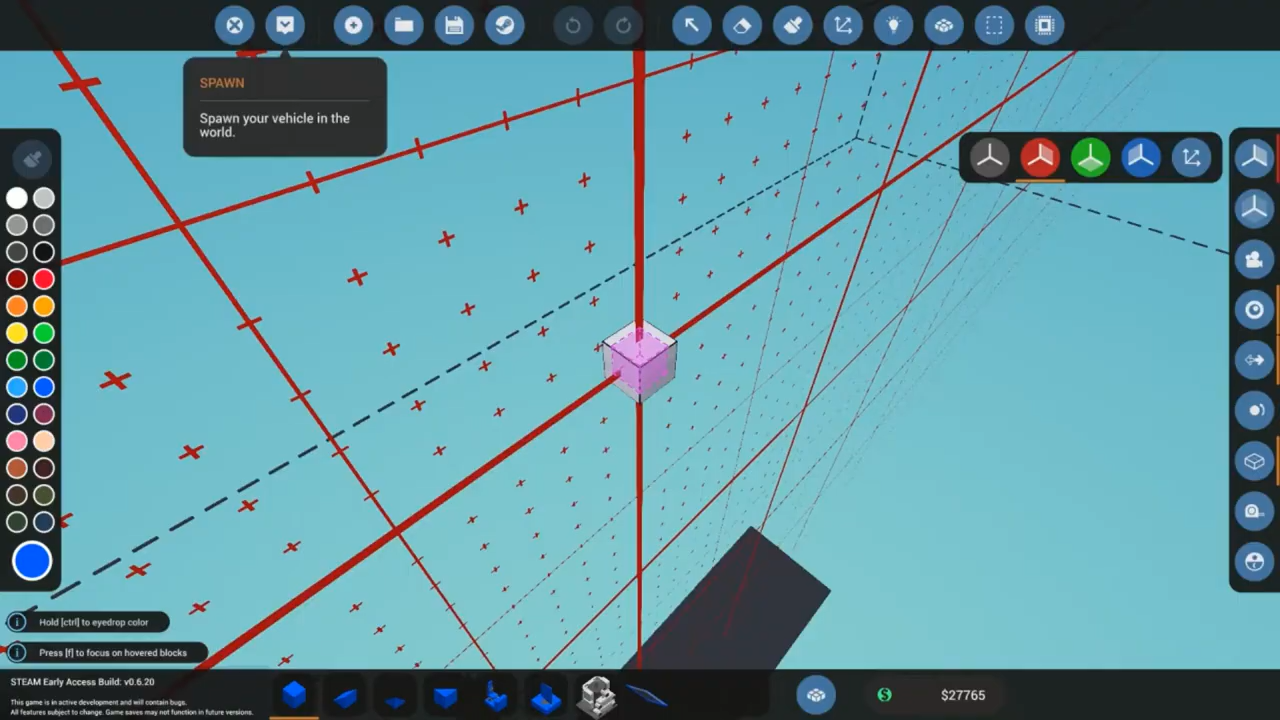 SPAWN
Spawn your vehicle in the
world.
Hold [ctrl] to eyedrop color
Press [f] to focus on hovered blocks
STEAM Early Access Build: v0.6.20
This game is in active development and will contain bugs.
All features subject to change. Game saves may not function in future versions.
$27765